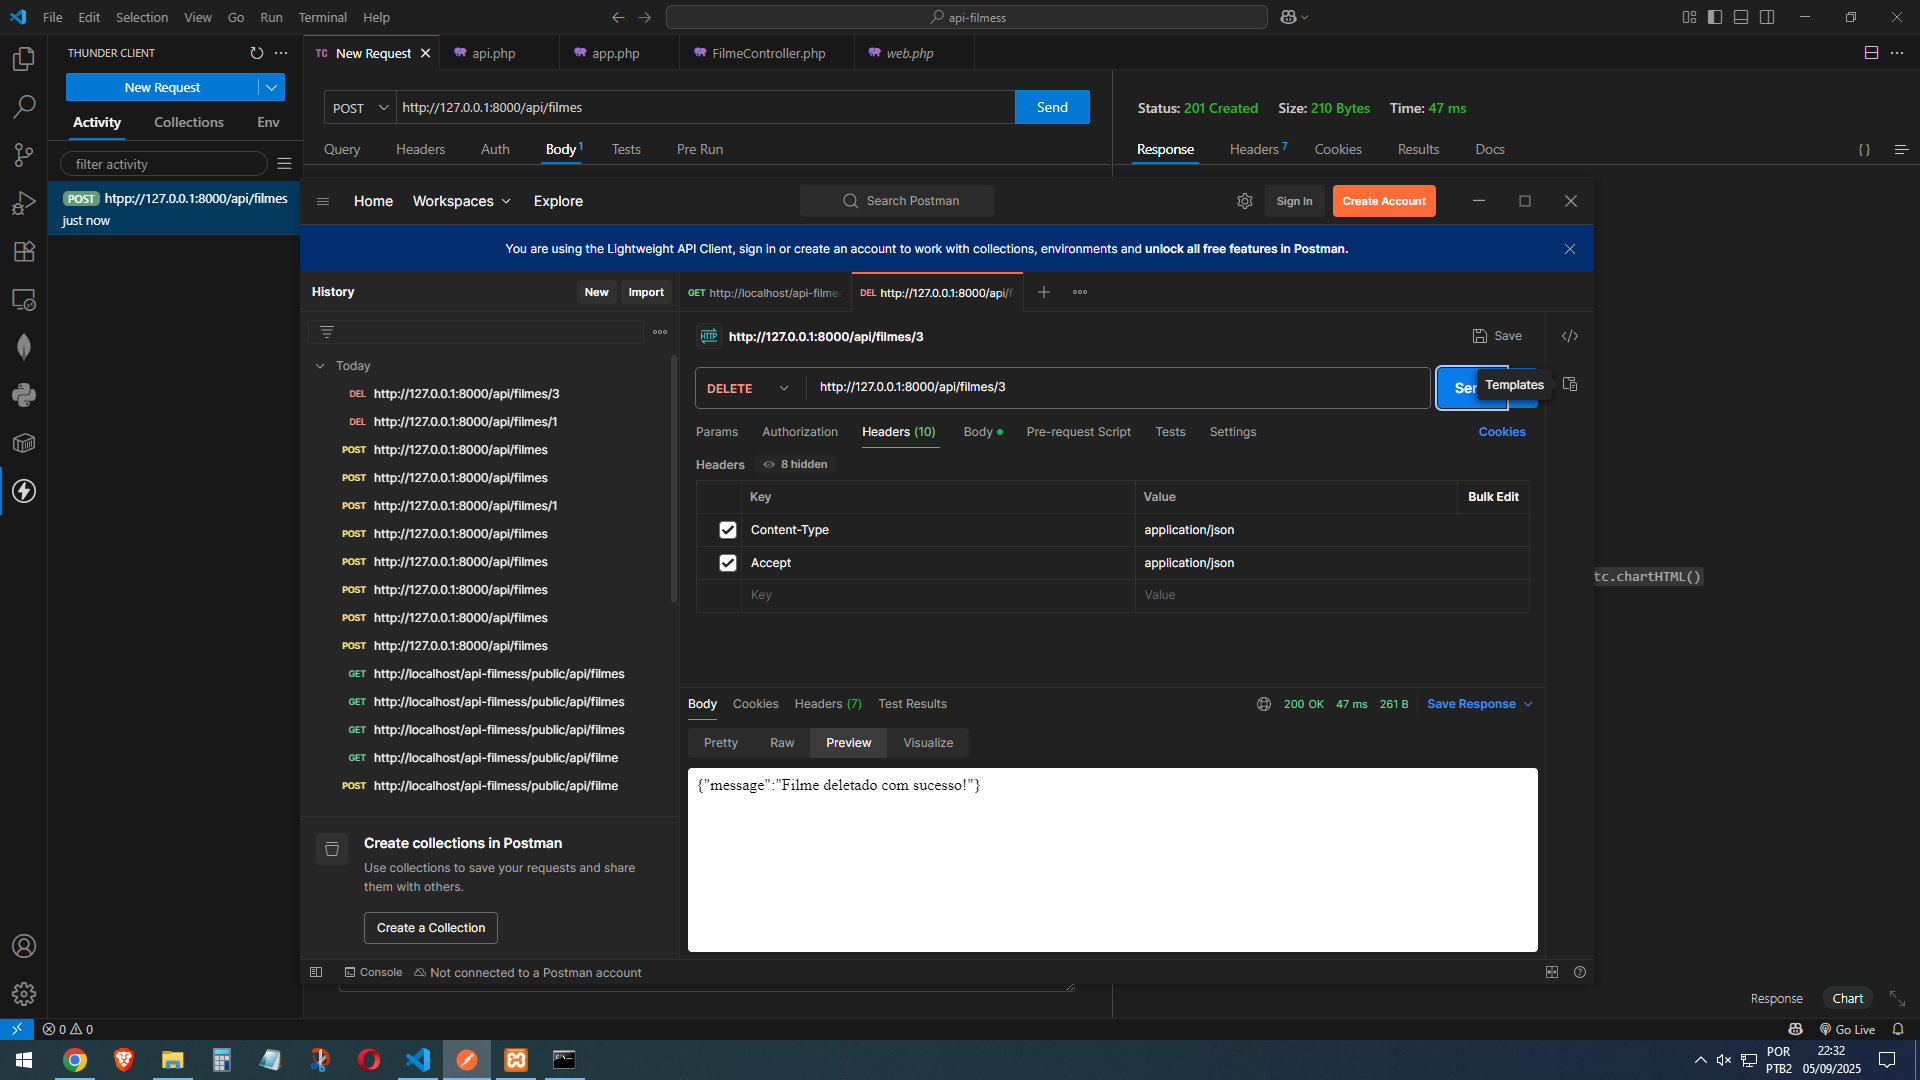 File Edit Selection View Go Run Terminal Help
api-filmess
THUNDER CLIENT
New Request
Activity Collections Env
filter activity
POST htpp://127.0.0.1:8000/api/filmes
just now
TC New Request
api.php
app.php
FilmeController.php
web.php
POST http://127.0.0.1:8000/api/filmes Send
Query Headers Auth Body 1 Tests Pre Run
Status: 201 Created Size: 210 Bytes Time: 47 ms
Response Headers 7 Cookies Results Docs
{ }
Home Workspaces Explore
Search Postman
Sign In
Create Account
You are using the Lightweight API Client, sign in or create an account to work with collections, environments and unlock all free features in Postman.
History
New
Import
Today
DEL http://127.0.0.1:8000/api/filmes/3
DEL http://127.0.0.1:8000/api/filmes/1
POST http://127.0.0.1:8000/api/filmes
POST http://127.0.0.1:8000/api/filmes
POST http://127.0.0.1:8000/api/filmes/1
POST http://127.0.0.1:8000/api/filmes
POST http://127.0.0.1:8000/api/filmes
POST http://127.0.0.1:8000/api/filmes
POST http://127.0.0.1:8000/api/filmes
POST http://127.0.0.1:8000/api/filmes
GET http://localhost/api-filmess/public/api/filmes
GET http://localhost/api-filmess/public/api/filmes
GET http://localhost/api-filmess/public/api/filmes
GET http://localhost/api-filmess/public/api/filme
POST http://localhost/api-filmess/public/api/filme
Create collections in Postman
Use collections to save your requests and share
them with others.
Create a Collection
GET http://localhost/api-filme
DEL http://127.0.0.1:8000/api/f
HTTP http://127.0.0.1:8000/api/filmes/3
Save
</>
DELETE http://127.0.0.1:8000/api/filmes/3
Sen
Templates
Params Authorization Headers (10) Body Pre-request Script Tests Settings Cookies
Headers 8 hidden
Key Value Bulk Edit
Content-Type application/json
Accept application/json
Key Value
Body Cookies Headers (7) Test Results
200 OK 47 ms 261 B Save Response
Pretty Raw Preview Visualize
{"message":"Filme deletado com sucesso!"}
Console Not connected to a Postman account
tc.chartHTML()
Response Chart
0 0
Go Live
POR
PTB2
22:32
05/09/2025